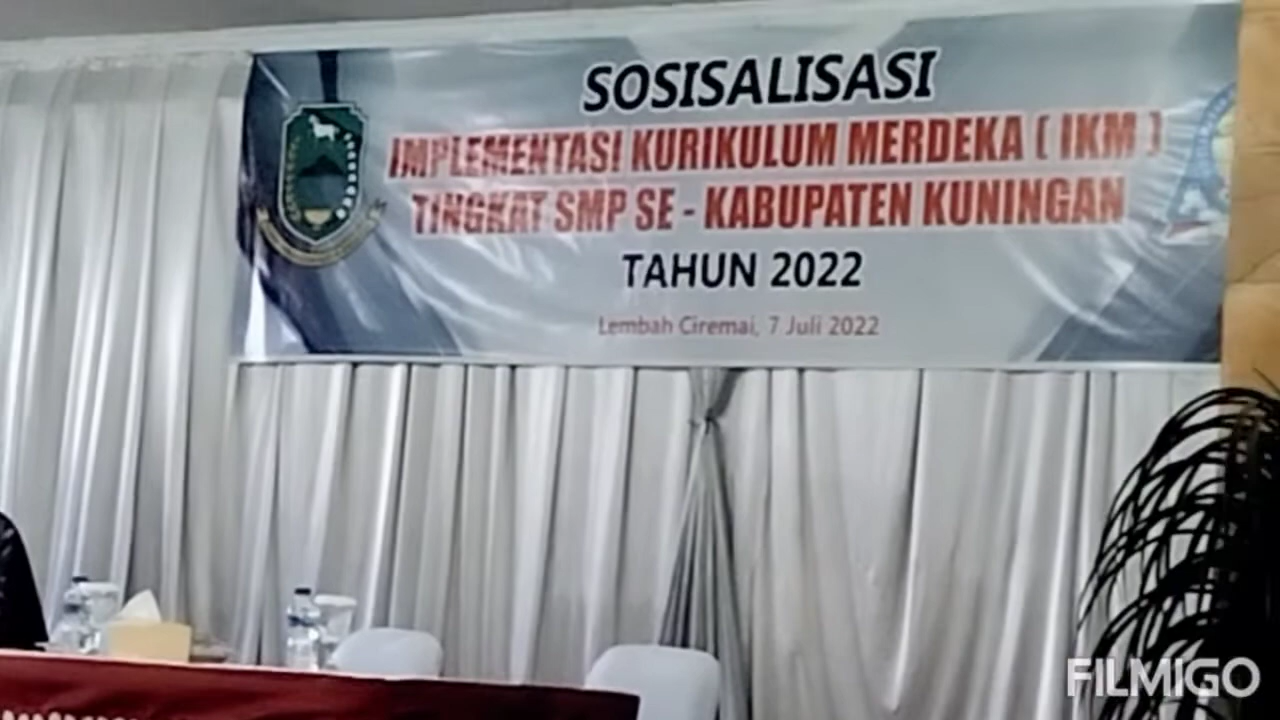 SOSISALISASI
IMPLEMENTASI KURIKULUM MERDEKA ( IKM )
TINGKAT SMP SE - KABUPATEN KUNINGAN
TAHUN 2022
Lembah Ciremai, 7 Juli 2022
FILMIGO